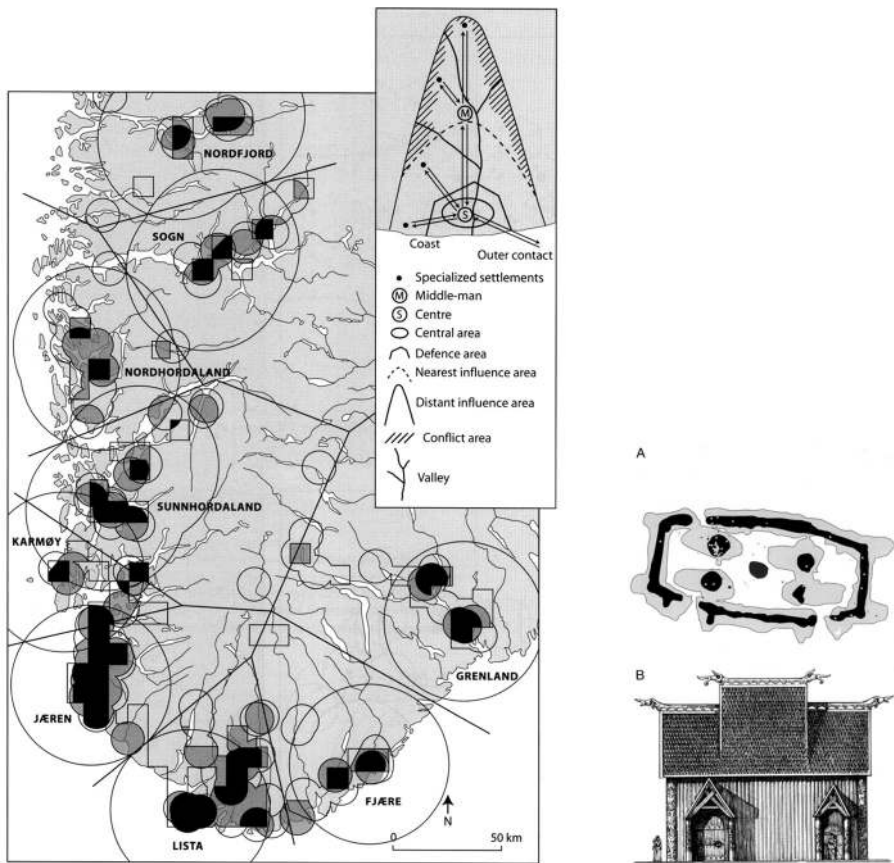 NORDFJORD
SOGN
NORDHORDALAND
SUNNHORDALAND
KARMØY
JÆREN
GRENLAND
FJÆRE
LISTA
N
0 50 km
M
S
Coast
Outer contact
Specialized settlements
M Middle-man
S Centre
Central area
Defence area
Nearest influence area
Distant influence area
Conflict area
Valley
A
B